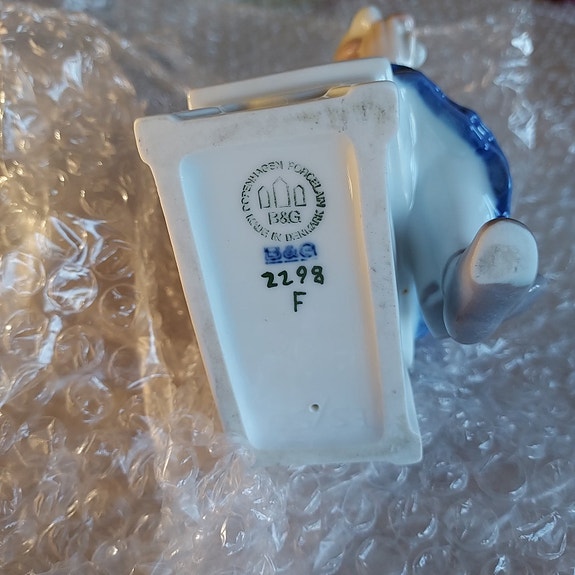 COPENHAGEN PORCELAIN
B&G
MADE IN DENMARK
B&G
2298
F